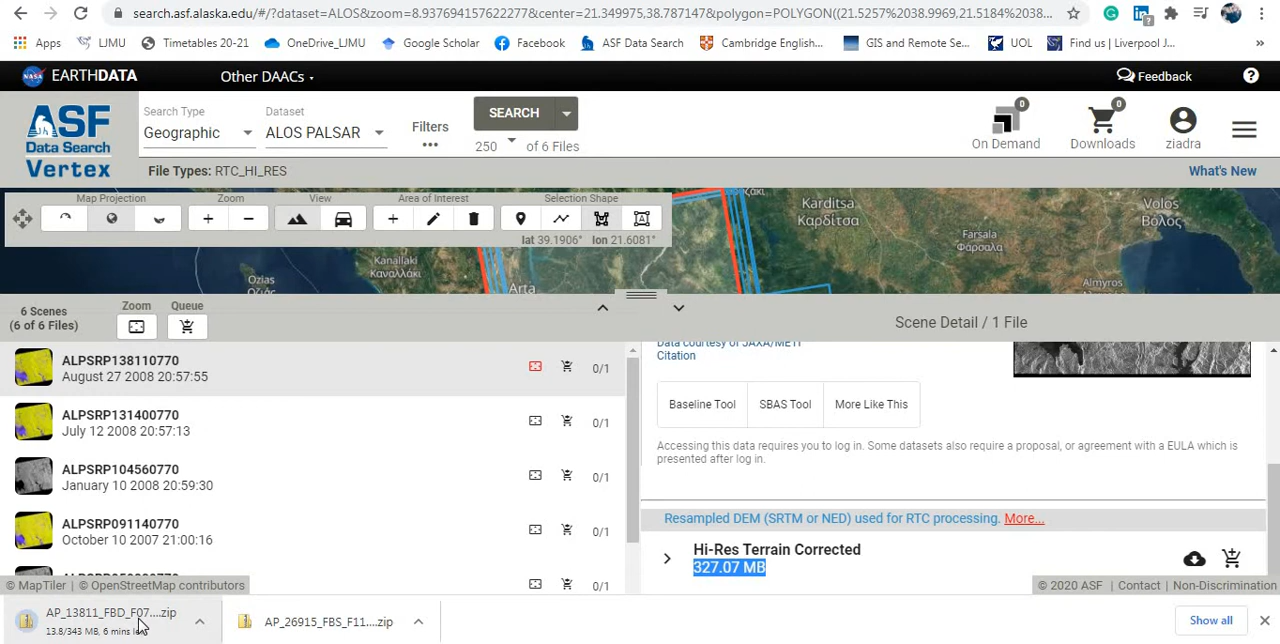 search.asf.alaska.edu/#/?dataset=ALOS&zoom=8.9376941576222277&center=21.349975,38.787147&polygon=POLYGON((21.5257%2038.9969,21.5184%2038...
Apps LJMU Timetables 20-21 OneDrive_LJMU Google Scholar Facebook ASF Data Search Cambridge English... GIS and Remote Se... UOL Find us | Liverpool J... »
NASA EARTHDATA Other DAACs Feedback ?
ASF
Data Search
Vertex
Search Type
Geographic
Dataset
ALOS PALSAR
Filters
SEARCH
250 of 6 Files
0
On Demand
0
Downloads
ziadra
File Types: RTC_HI_RES What's New
Map Projection Zoom View Area of Interest Selection Shape
lat 39.1906° lon 21.6081°
Karditsa
Καρδίτσα
Volos
Βόλος
Farsala
Φάρσαλα
Kanallaki
Καναλλάκι
Ozias
Arta
Almyros
Αλμυρός
6 Scenes
(6 of 6 Files)
Zoom
Queue
Scene Detail / 1 File
ALPSRP138110770
August 27 2008 20:57:55
0/1
ALPSRP131400770
July 12 2008 20:57:13
0/1
ALPSRP104560770
January 10 2008 20:59:30
0/1
ALPSRP091140770
October 10 2007 21:00:16
0/1
0/1
Data courtesy of JAXA/METI
Citation
Baseline Tool SBAS Tool More Like This
Accessing this data requires you to log in. Some datasets also require a proposal, or agreement with a EULA which is
presented after log in.
Resampled DEM (SRTM or NED) used for RTC processing. More...
Hi-Res Terrain Corrected
327.07 MB
© MapTiler © OpenStreetMap contributors
© 2020 ASF Contact Non-Discrimination
AP_13811_FBD_F07....zip
13.8/343 MB, 6 mins
AP_26915_FBS_F11....zip
Show all